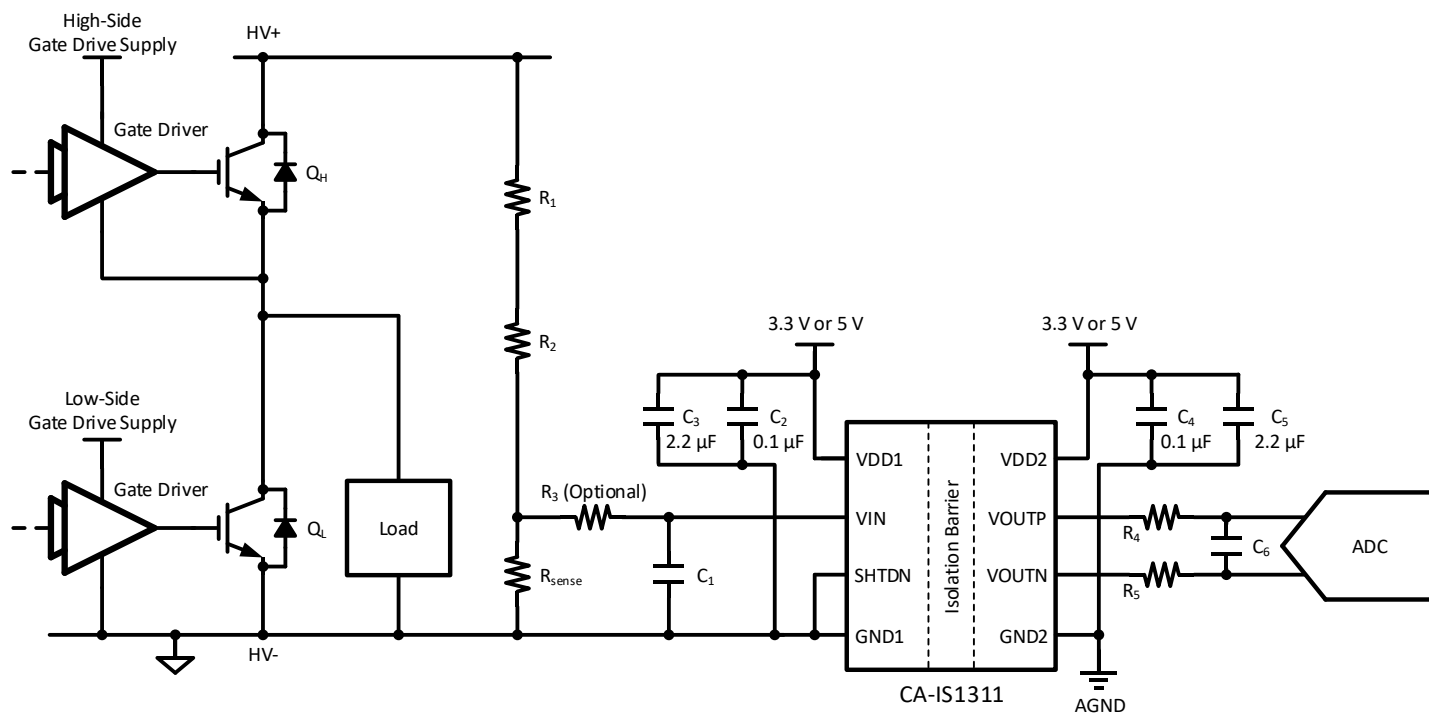 High-Side
Gate Drive Supply
HV+
Gate Driver
QH
R1
R2
3.3 V or 5 V
3.3 V or 5 V
Low-Side
Gate Drive Supply
C3
2.2 µF
C2
0.1 µF
C4
0.1 µF
C5
2.2 µF
VDD1
VDD2
Gate Driver
R3 (Optional)
QL
Load
VIN
Isolation Barrier
VOUTP
R4
C6
ADC
Rsense
C1
SHTDN
VOUTN
R5
GND1
GND2
HV-
CA-IS1311
AGND